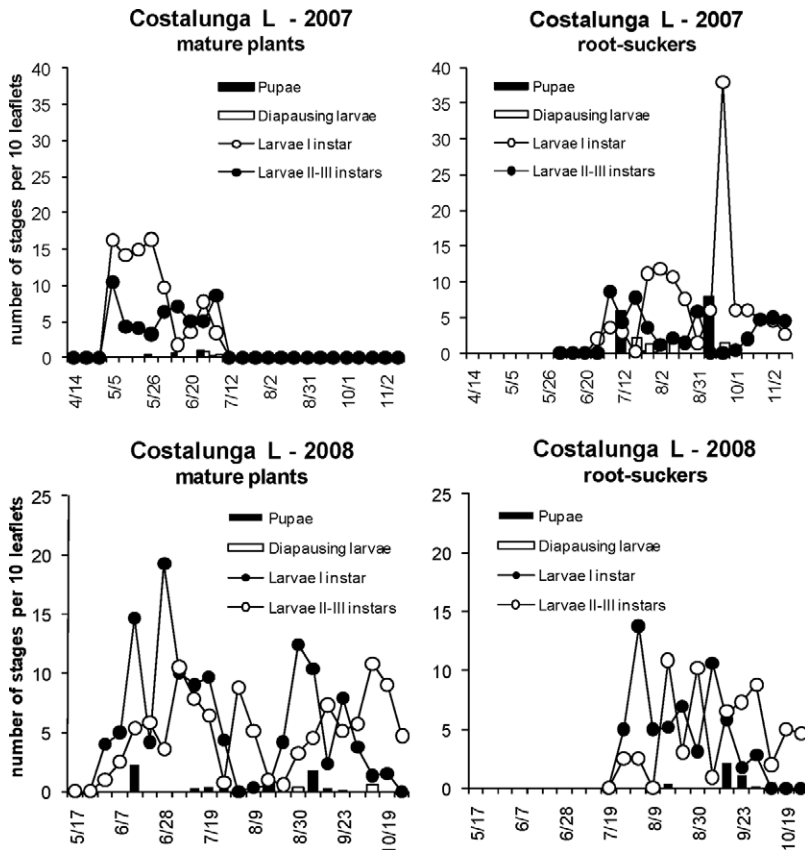 Costalunga L - 2007
mature plants
number of stages per 10 leaflets
40
35
30
25
20
15
10
5
0
Pupae
Diapausing larvae
Larvae I instar
Larvae II-III instars
4/14
5/5
5/26
6/20
7/12
8/2
8/31
10/1
11/2
Costalunga L - 2007
root-suckers
40
35
30
25
20
15
10
5
0
Pupae
Diapausing larvae
Larvae I instar
Larvae II-III instars
4/14
5/5
5/26
6/20
7/12
8/2
8/31
10/1
11/2
Costalunga L - 2008
mature plants
number of stages per 10 leaflets
25
20
15
10
5
0
Pupae
Diapausing larvæ
Larvae I instar
Larvae II-III instars
5/17
6/7
6/28
7/19
8/9
8/30
9/23
10/19
Costalunga L - 2008
root-suckers
25
20
15
10
5
0
Pupae
Diapausing larvæ
Larvae I instar
Larvae II-III instars
5/17
6/7
6/28
7/19
8/9
8/30
9/23
10/19